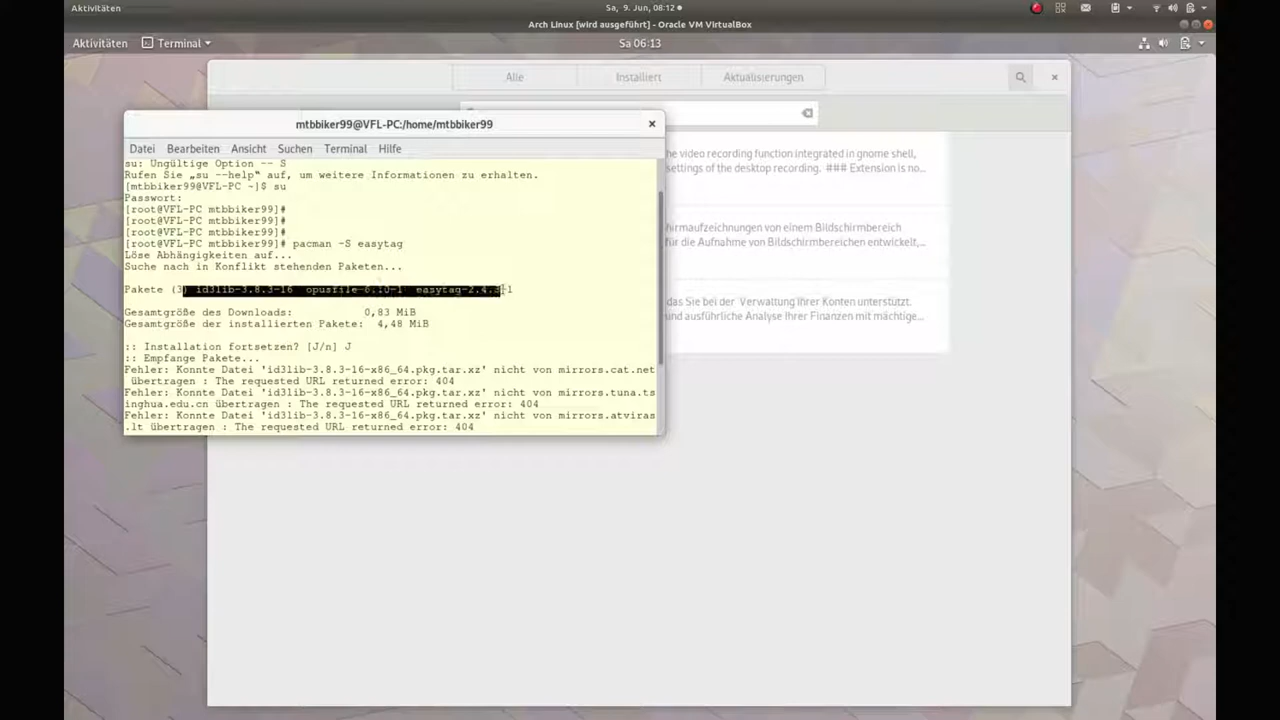 Aktivitäten
Sa, 9. Jun, 08:12
Arch Linux [wird ausgeführt] - Oracle VM VirtualBox
Aktivitäten
Terminal
Sa 06:13
Alle
Installiert
Aktualisierungen
mtbbiker99@VFL-PC:/home/mtbbiker99
Datei Bearbeiten Ansicht Suchen Terminal Hilfe
su: Ungültige Option -- S
Rufen Sie „su --help“ auf, um weitere Informationen zu erhalten.
[mtbbiker99@VFL-PC ~]$ su
Passwort:
[root@VFL-PC mtbbiker99]#
[root@VFL-PC mtbbiker99]#
[root@VFL-PC mtbbiker99]#
[root@VFL-PC mtbbiker99]# pacman -S easytag
Löse Abhängigkeiten auf...
Suche nach in Konflikt stehenden Paketen...
Pakete (3) id3lib-3.8.3-16 opusfile-0.10-1 easytag-2.4.3-1
Gesamtgröße des Downloads: 0,83 MiB
Gesamtgröße der installierten Pakete: 4,48 MiB
:: Installation fortsetzen? [J/n] J
:: Empfange Pakete...
Fehler: Konnte Datei 'id3lib-3.8.3-16-x86_64.pkg.tar.xz' nicht von mirrors.cat.net
übertragen : The requested URL returned error: 404
Fehler: Konnte Datei 'id3lib-3.8.3-16-x86_64.pkg.tar.xz' nicht von mirrors.tuna.ts
inghua.edu.cn übertragen : The requested URL returned error: 404
Fehler: Konnte Datei 'id3lib-3.8.3-16-x86_64.pkg.tar.xz' nicht von mirrors.atviras
.lt übertragen : The requested URL returned error: 404
he video recording function integrated in gnome shell,
settings of the desktop recording. ### Extension is no...
hirmaufzeichnungen von einem Bildschirmbereich
für die Aufnahme von Bildschirmbereichen entwickelt,...
das Sie bei der Verwaltung Ihrer Konten unterstützt.
und ausführliche Analyse Ihrer Finanzen mit mächtige...